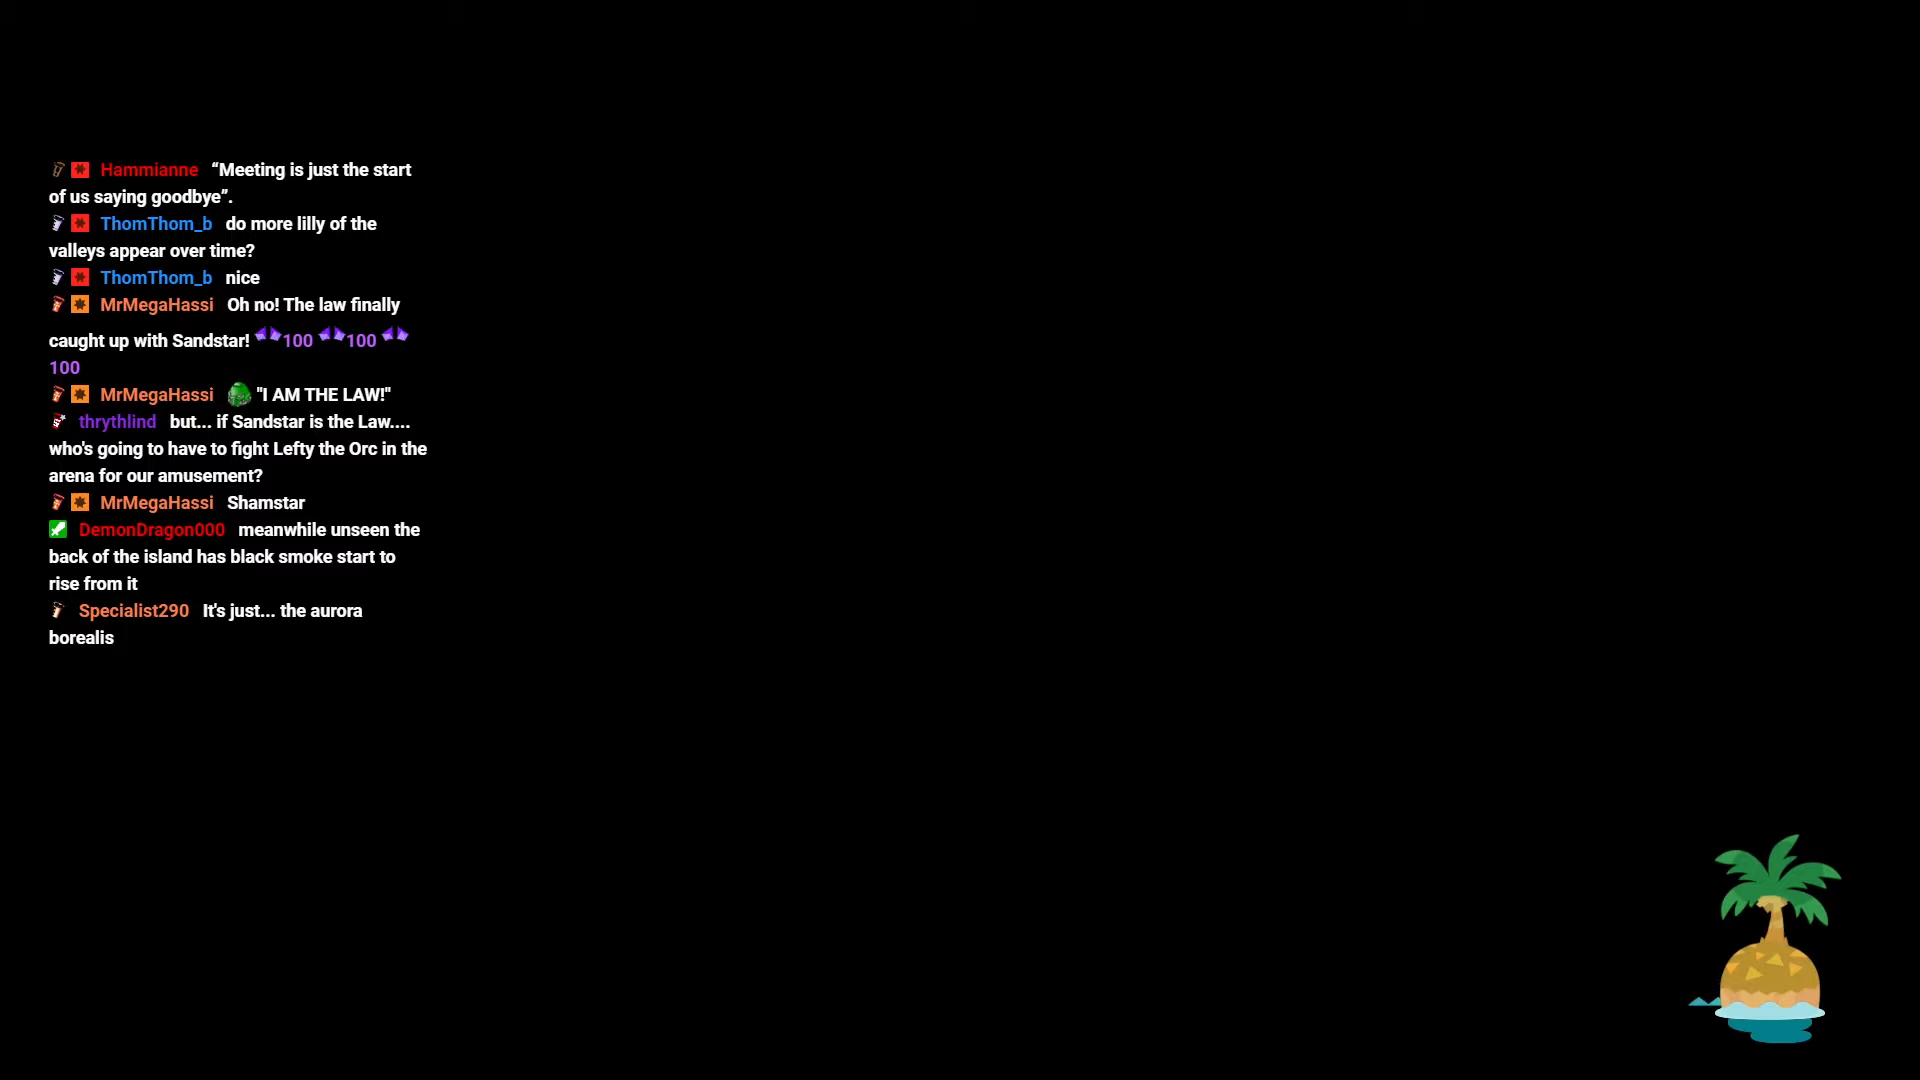 Hammianne “Meeting is just the start
of us saying goodbye”.
ThomThom_b do more lilly of the
valleys appear over time?
ThomThom_b nice
MrMegaHassi Oh no! The law finally
caught up with Sandstar! 100 100
100
MrMegaHassi "I AM THE LAW!"
thrythlind but... if Sandstar is the Law....
who's going to have to fight Lefty the Orc in the
arena for our amusement?
MrMegaHassi Shamstar
DemonDragon000 meanwhile unseen the
back of the island has black smoke start to
rise from it
Specialist290 It's just... the aurora
borealis